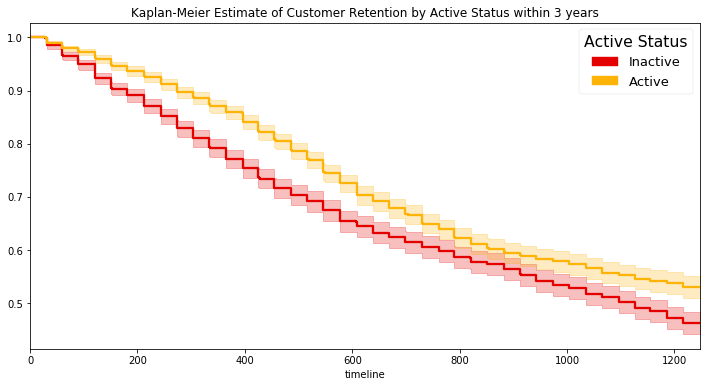 Kaplan-Meier Estimate of Customer Retention by Active Status within 3 years
1.0
0.9
0.8
0.7
0.6
0.5
Active Status
Inactive
Active
0 200 400 600 800 1000 1200
timeline